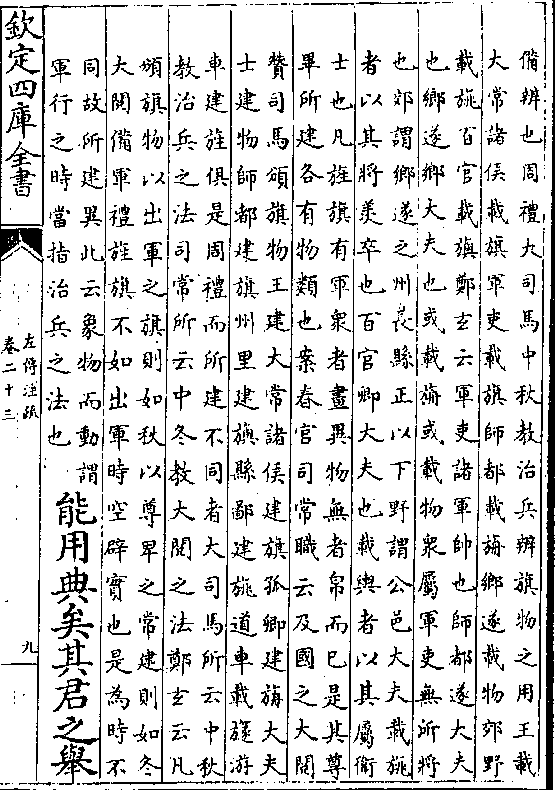 備辨也周禮大司馬中秋教治兵辨旗物之用王載
大常諸侯載旗軍吏載旗師都載旃鄉遂載物郊野
載旐百官載旟鄭玄云軍吏諸軍帥也師都遂大夫
也鄉遂鄉大夫也或載旃或載物衆屬軍吏無所將
也郊謂鄉遂之州長縣正以下野謂公邑大夫載旐
者以其將羨卒也百官卿大夫也載旟者以其屬衛
士也凡旌旗有軍衆者畫異物無者帛而已是其尊
畢所建各有物類也案春官司常職云及國之大閱
贊司馬頒旗物王建大常諸侯建旗孤卿建旃大夫
士建物師都建旗州里建旟縣鄙建旐道車載旞游
車建旌俱是周禮而所建不同者大司馬所云中秋
教治兵之法司常所云中冬教大閱之法鄭玄云凡
頒旗物以出軍之旗則如秋以尊卑之常建則如冬
大閱備軍禮旌旗不如出軍時空辟實也是為時不
同故所建異此云象物而動謂
軍行之時當指治兵之法也 能用典矣其君之舉
欽定四庫全書
左傳注疏
卷二十三
九